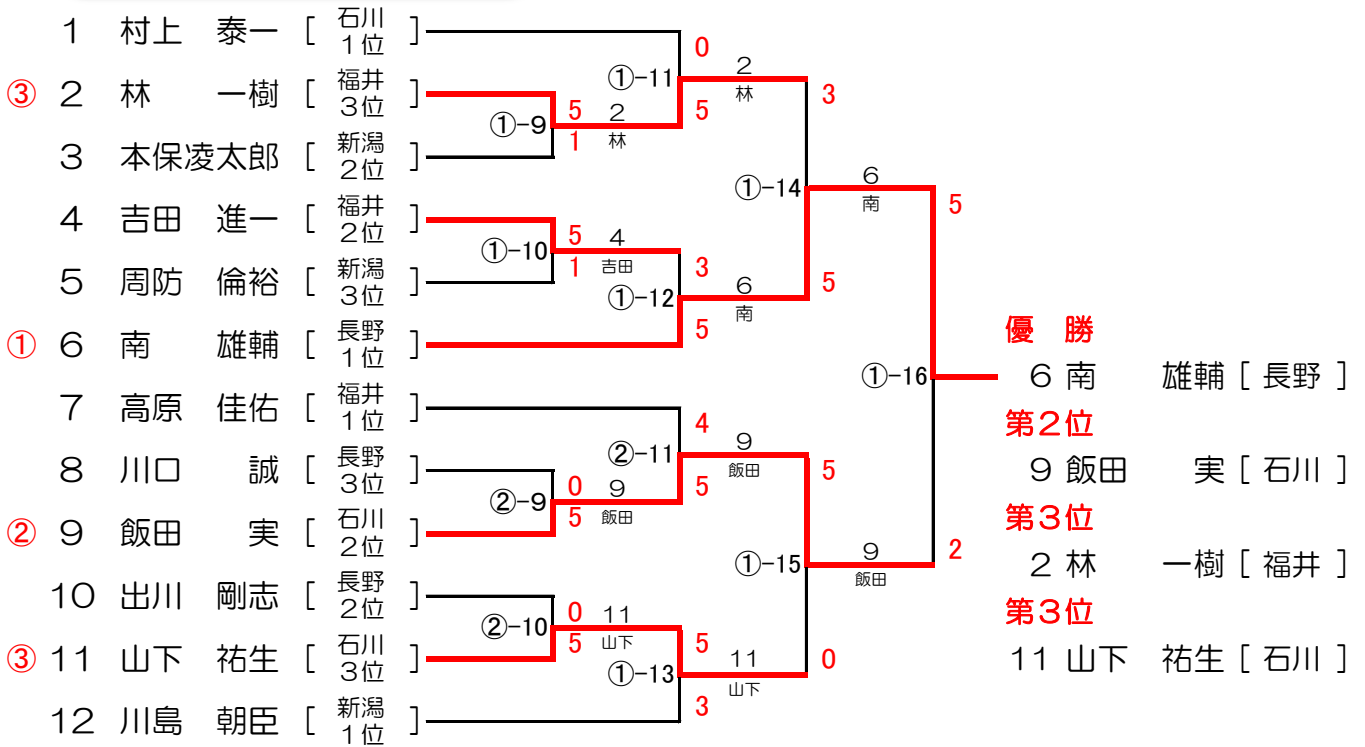 1 村上 泰一 [ 石川 1位 ]
③ 2 林 一樹 [ 福井 3位 ]
3 本保凌太郎 [ 新潟 2位 ]
4 吉田 進一 [ 福井 2位 ]
5 周防 倫裕 [ 新潟 3位 ]
① 6 南 雄輔 [ 長野 1位 ]
7 高原 佳佑 [ 福井 1位 ]
8 川口 誠 [ 長野 3位 ]
② 9 飯田 実 [ 石川 2位 ]
10 出川 剛志 [ 長野 2位 ]
③ 11 山下 祐生 [ 石川 3位 ]
12 川島 朝臣 [ 新潟 1位 ]
①-9 5 1
2 林
①-10 5 1
4 吉田
②-9 0 5
9 飯田
②-10 0 5
11 山下
①-11 0 5
2 林
①-12 3 5
6 南
②-11 4 5
9 飯田
①-13 5 3
11 山下
①-14 3 5
6 南
①-15 5 0
9 飯田
①-16 5 2
優 勝
6 南 雄輔 [ 長野 ]
第2位
9 飯田 実 [ 石川 ]
第3位
2 林 一樹 [ 福井 ]
第3位
11 山下 祐生 [ 石川 ]